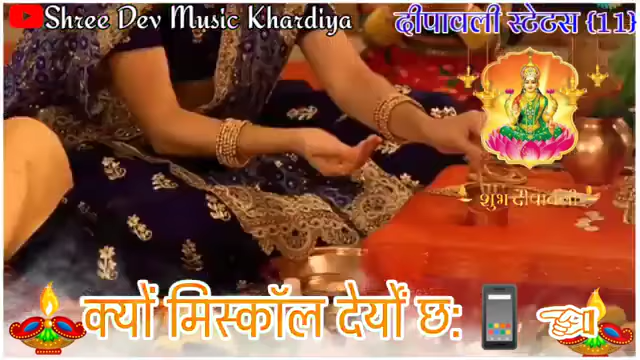 Shree Dev Music Khardiya
दीपावली स्टेटस {11}
शुभ दीपावली
क्यों मिस्कॉल देर्यो छ: